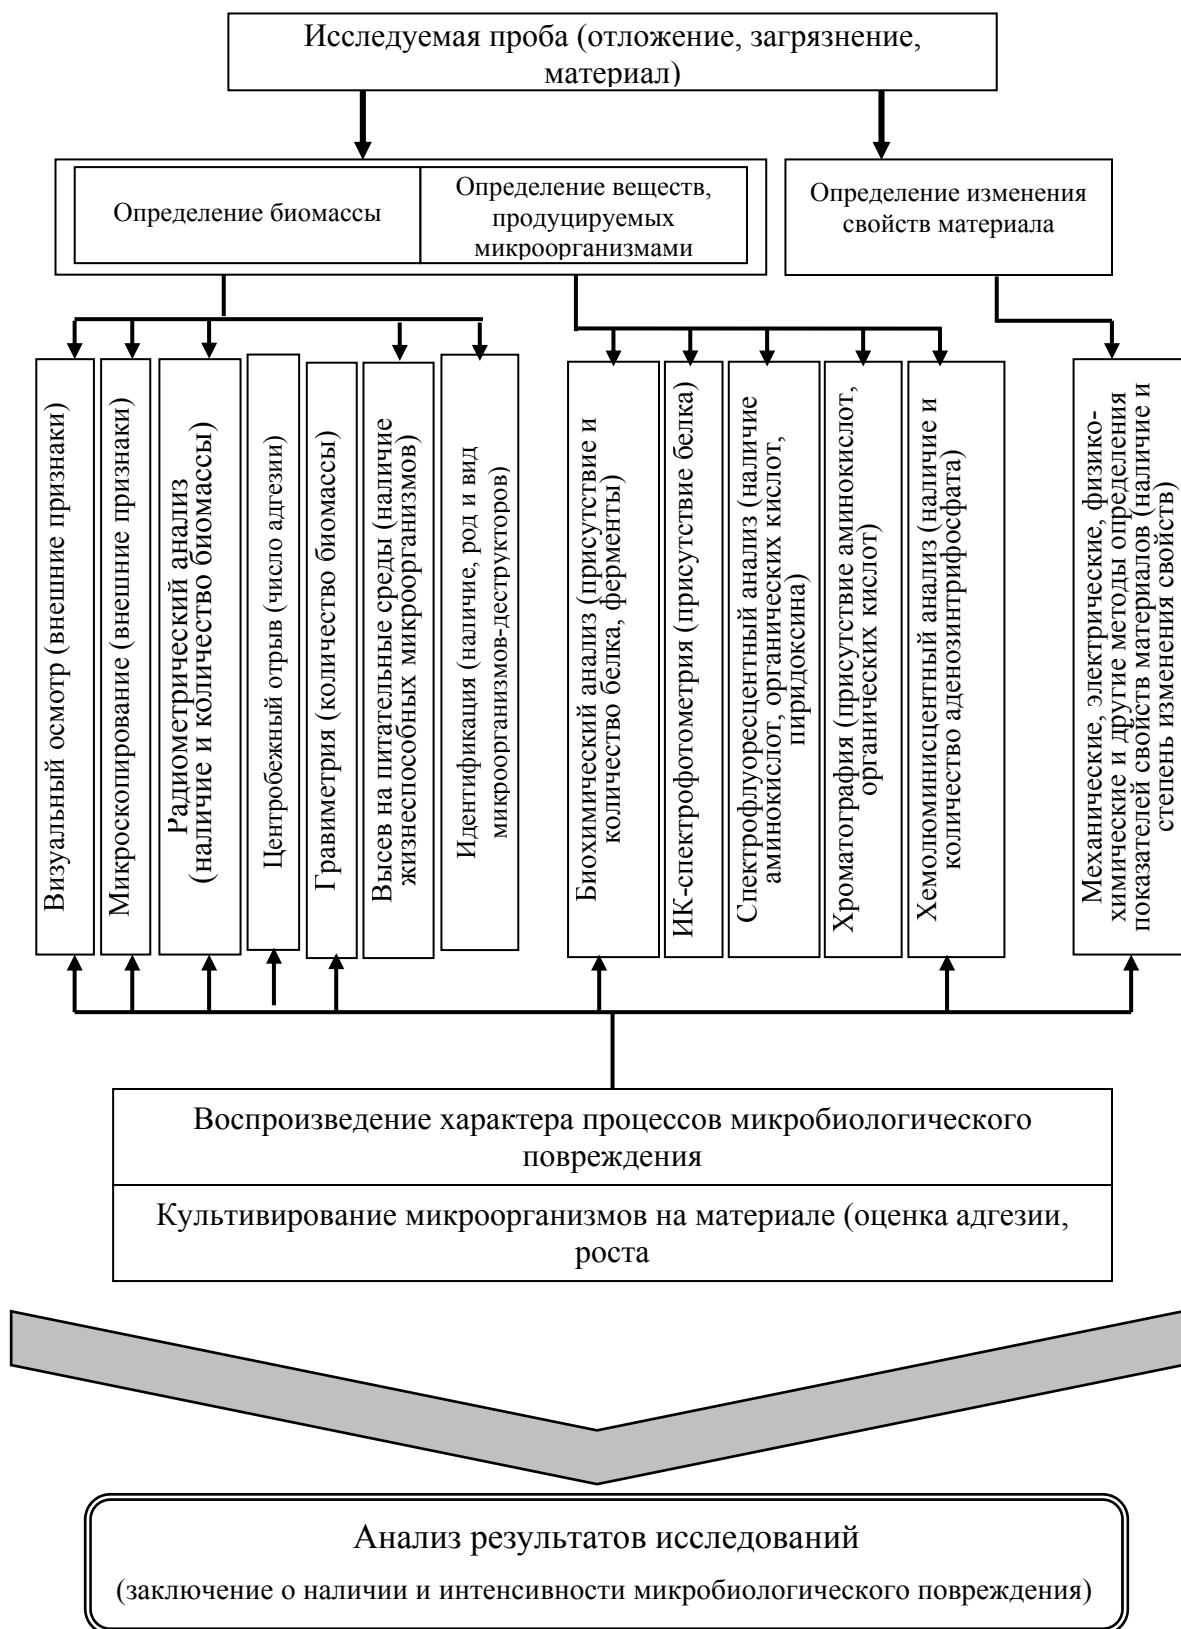 Исследуемая проба (отложение, загрязнение,
материал)
Определение биомассы
Определение веществ,
продуцируемых
микроорганизмами
Определение изменения
свойств материала
Визуальный осмотр (внешние признаки)
Микроскопирование (внешние признаки)
Радиометрический анализ
(наличие и количество биомассы)
Центробежный отрыв (число адгезии)
Гравиметрия (количество биомассы)
Высев на питательные среды (наличие
жизнеспособных микроорганизмов)
Идентификация (наличие, род и вид
микроорганизмов-деструкторов)
Биохимический анализ (присутствие и
количество белка, ферменты)
ИК-спектрофотометрия (присутствие белка)
Спектрофлуоресцентный анализ (наличие
аминокислот, органических кислот,
пиридоксина)
Хроматография (присутствие аминокислот,
органических кислот)
Хемолюминисцентный анализ (наличие и
количество аденозинтрифосфата)
Механические, электрические, физико-
химические и другие методы определения
показателей свойств материалов (наличие и
степень изменения свойств)
Воспроизведение характера процессов микробиологического
повреждения
Культивирование микроорганизмов на материале (оценка адгезии,
роста
Анализ результатов исследований
(заключение о наличии и интенсивности микробиологического повреждения)